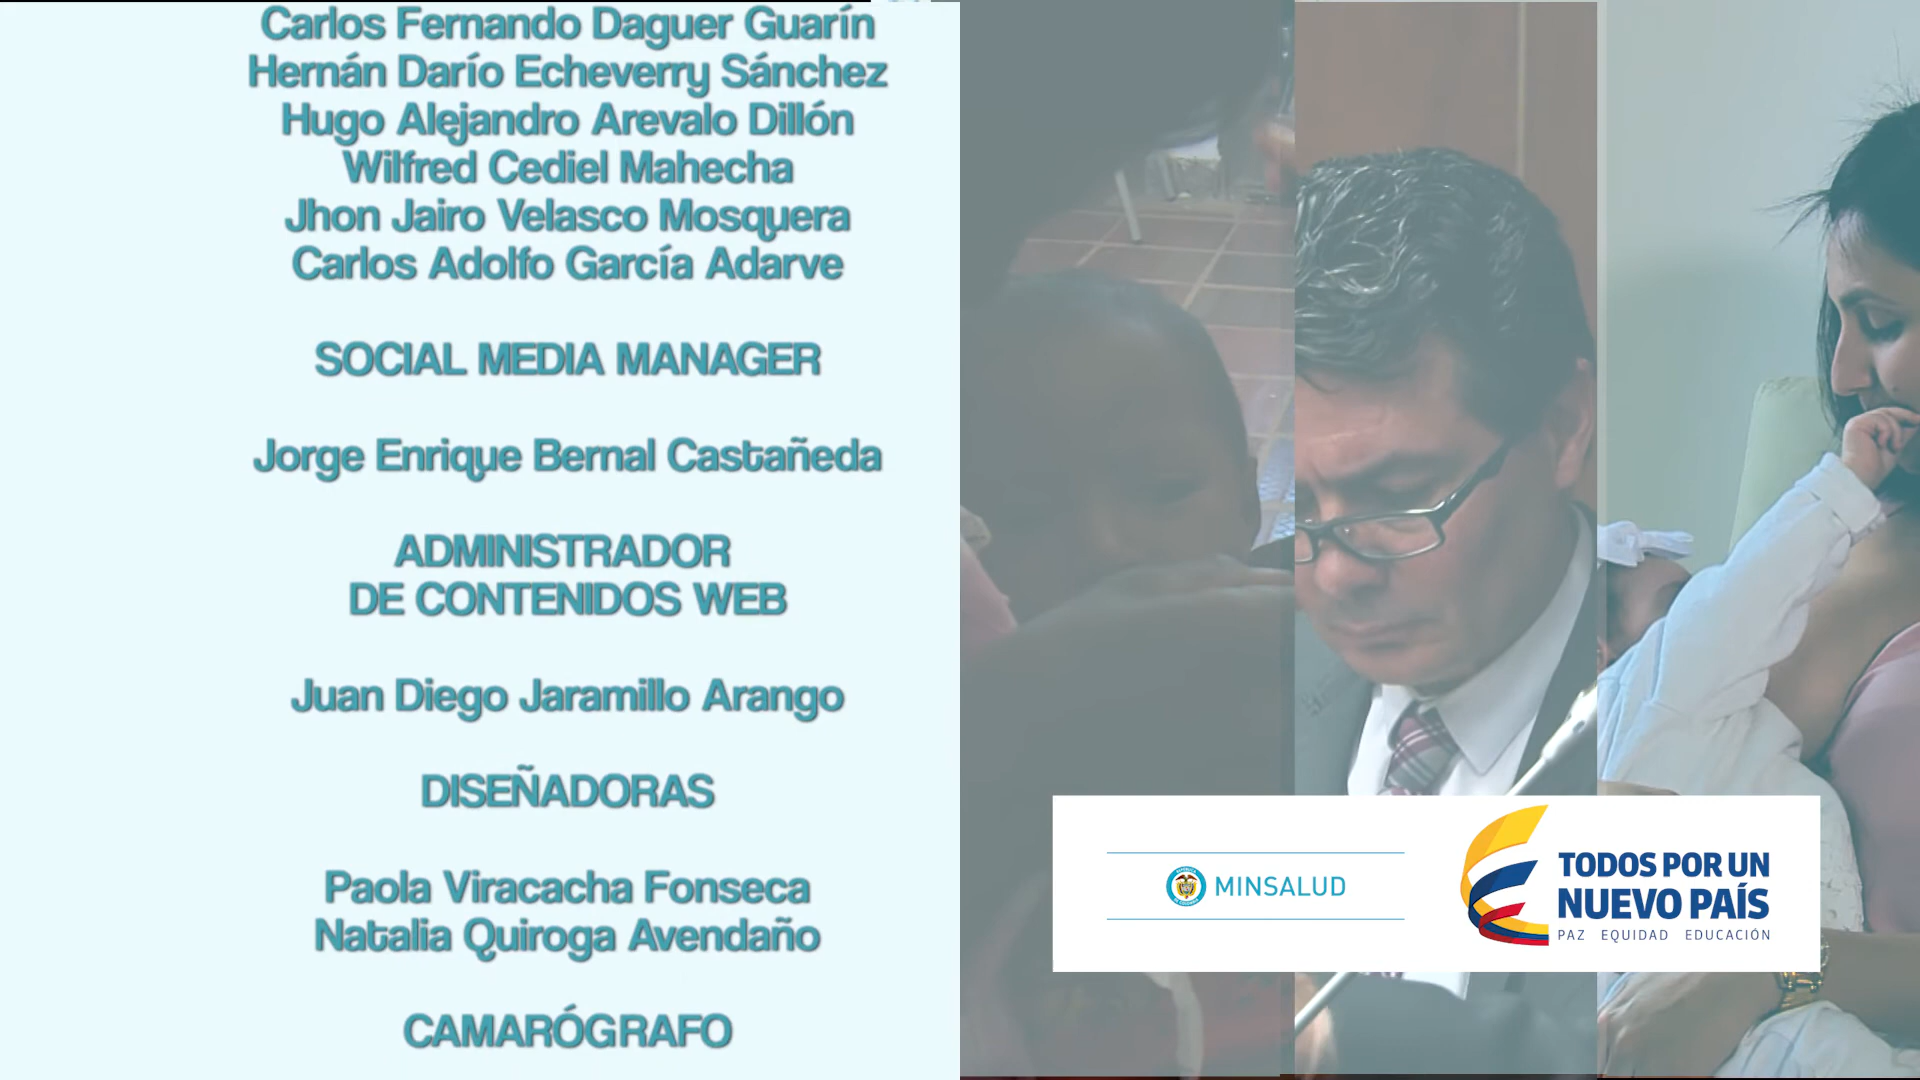 Carlos Fernando Daguer Guarín
Hernán Darío Echeverry Sánchez
Hugo Alejandro Arevalo Dillón
Wilfred Cediel Mahecha
Jhon Jairo Velasco Mosquera
Carlos Adolfo García Adarve
SOCIAL MEDIA MANAGER
Jorge Enrique Bernal Castañeda
ADMINISTRADOR
DE CONTENIDOS WEB
Juan Diego Jaramillo Arango
DISEÑADORAS
Paola Viracacha Fonseca
Natalia Quiroga Avendaño
CAMARÓGRAFO
MINSALUD
TODOS POR UN
NUEVO PAÍS
PAZ EQUIDAD EDUCACIÓN